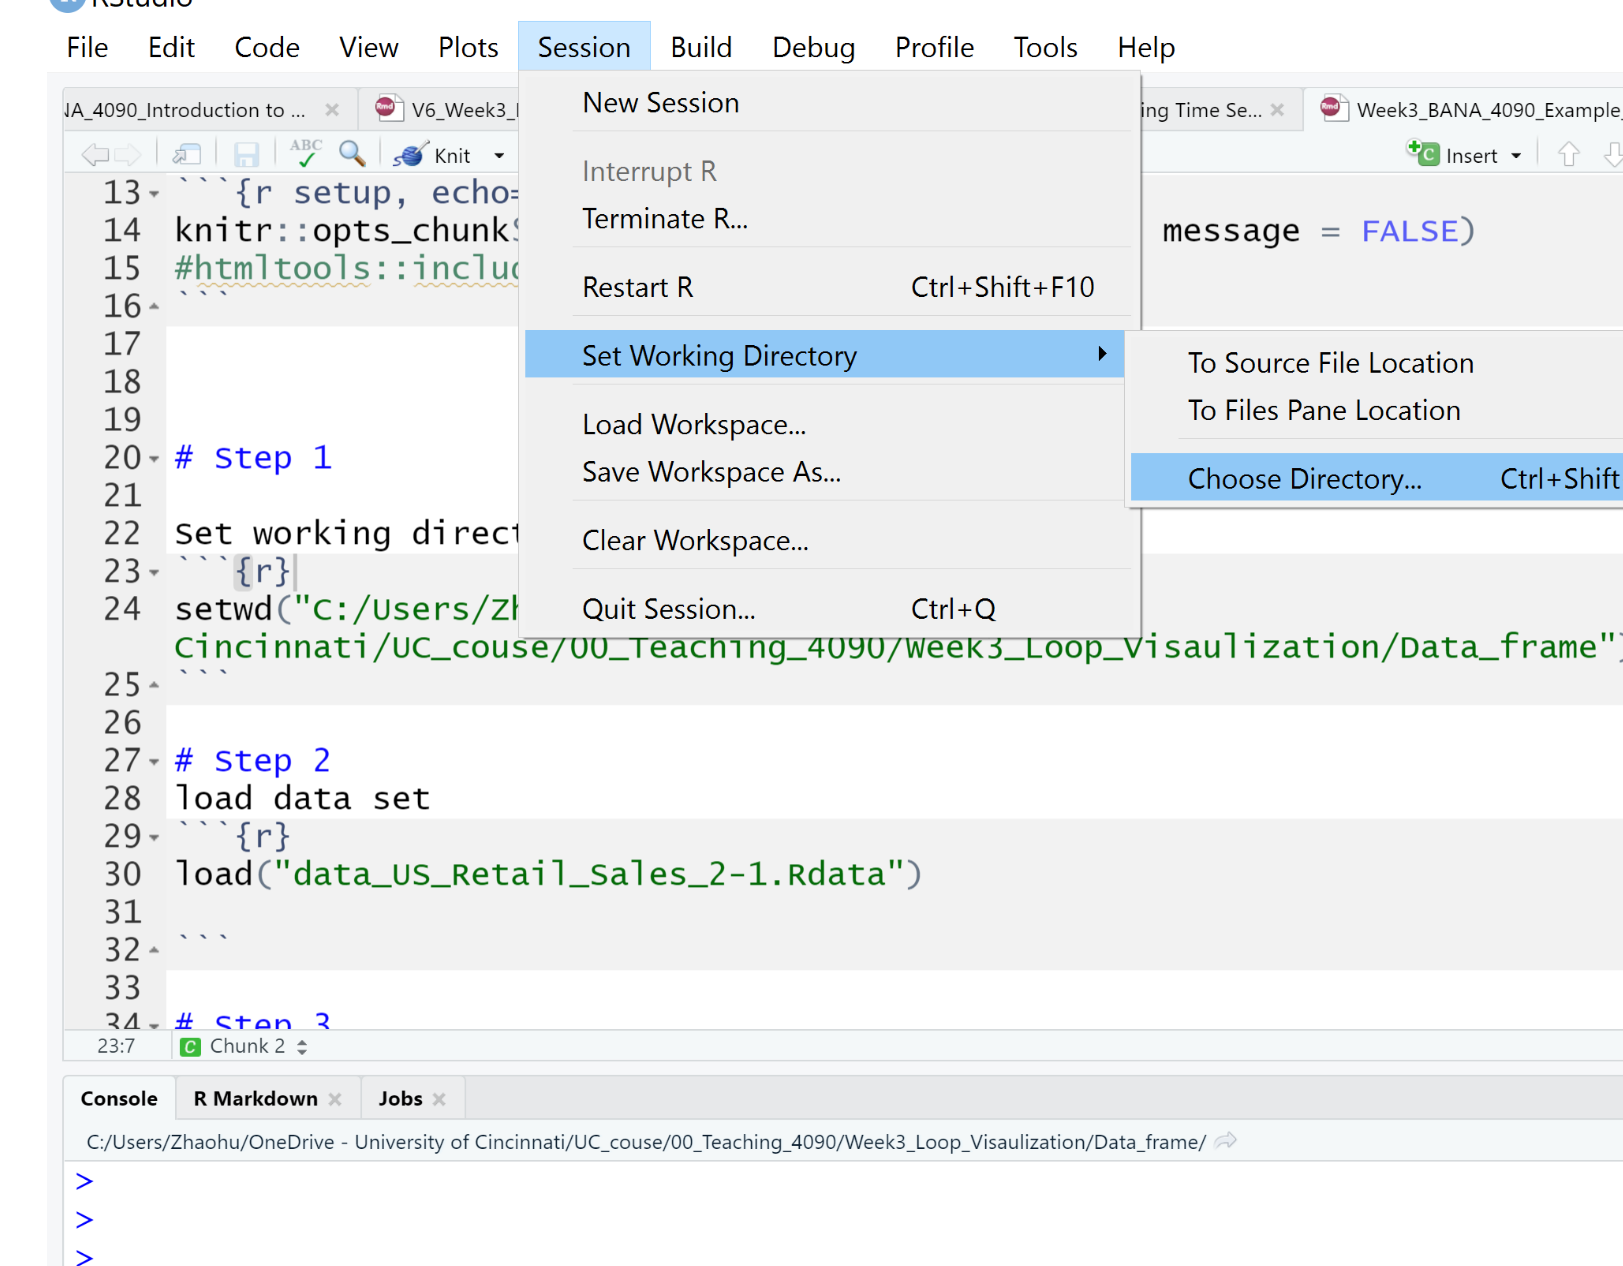 RStudio
File Edit Code View Plots Session Build Debug Profile Tools Help
New Session
Interrupt R
Terminate R...
Restart R Ctrl+Shift+F10
Set Working Directory
Load Workspace...
Save Workspace As...
Clear Workspace...
Quit Session... Ctrl+Q
To Source File Location
To Files Pane Location
Choose Directory... Ctrl+Shift
NA_4090_Introduction to ... V6_Week3_ ing Time Se... Week3_BANA_4090_Example_
ABC Knit Insert
13 ```{r setup, echo=
14 knitr::opts_chunk$ message = FALSE)
15 #htmltools::includ
16 ```
17
18
19
20 # Step 1
21
22 Set working direct
23 ```{r}
24 setwd("C:/Users/Zh
Cincinnati/UC_couse/00_Teaching_4090/Week3_Loop_Visaulization/Data_frame")
25 ```
26
27 # Step 2
28 load data set
29 ```{r}
30 load("data_US_Retail_Sales_2-1.Rdata")
31
32 ```
33
34 # Step 3
23:7 C Chunk 2
Console R Markdown Jobs
C:/Users/Zhaohu/OneDrive - University of Cincinnati/UC_couse/00_Teaching_4090/Week3_Loop_Visaulization/Data_frame/
>
>
>